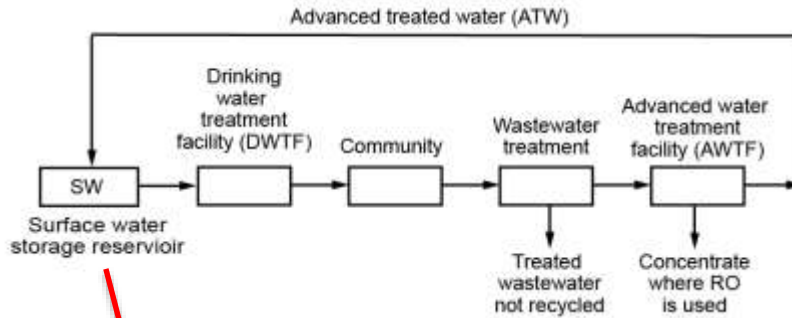 Advanced treated water (ATW)
Drinking
water
treatment
facility (DWTF)
Community
Wastewater
treatment
Advanced water
treatment
facility (AWTF)
SW
Surface water
storage reservioir
Treated
wastewater
not recycled
Concentrate
where RO
is used